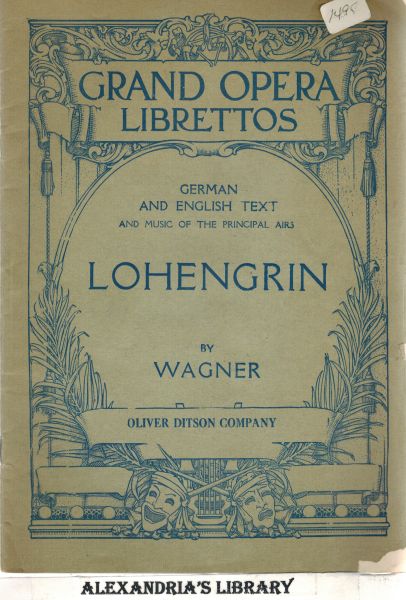 1495
GRAND OPERA
LIBRETTOS
GERMAN
AND ENGLISH TEXT
AND MUSIC OF THE PRINCIPAL AIRS
LOHENGRIN
BY
WAGNER
OLIVER DITSON COMPANY
ALEXANDRIA'S LIBRARY